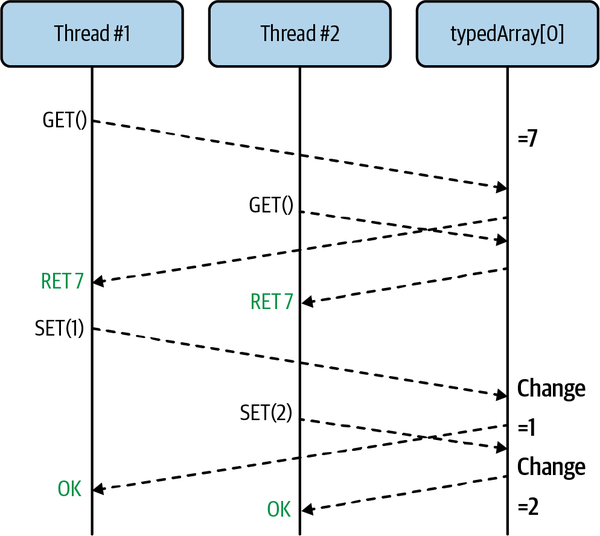 Thread #1
Thread #2
typedArray[0]
GET()
=7
GET()
RET 7
RET 7
SET(1)
Change
SET(2)
=1
Change
OK
OK
=2